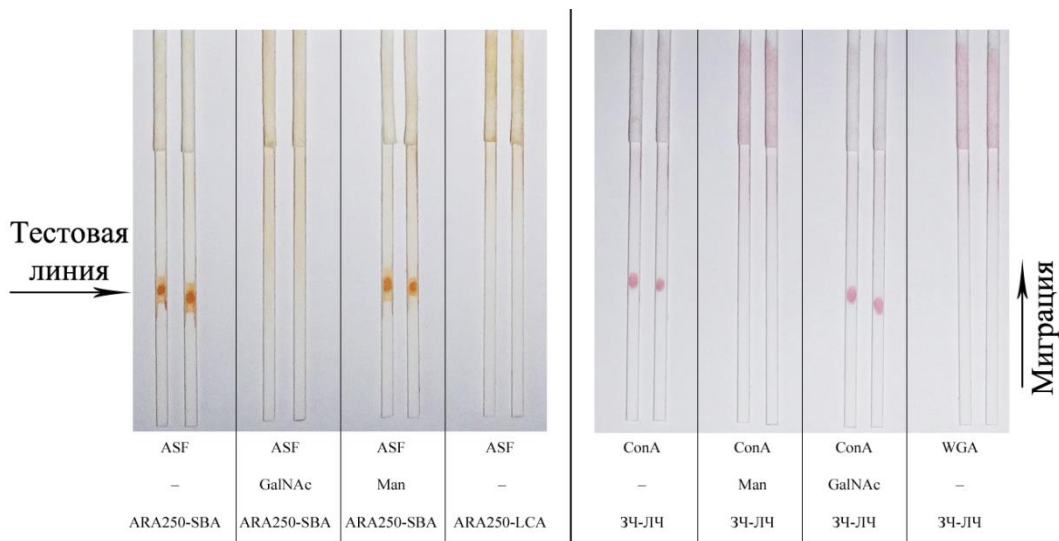 Тестовая
линия
Миграция
ASF ASF ASF ASF ConA ConA ConA WGA
– GalNAc Man – – Man GalNAc
ARA250-SBA ARA250-SBA ARA250-SBA ARA250-LCA ЗЧ-ЛЧ ЗЧ-ЛЧ ЗЧ-ЛЧ ЗЧ-ЛЧ